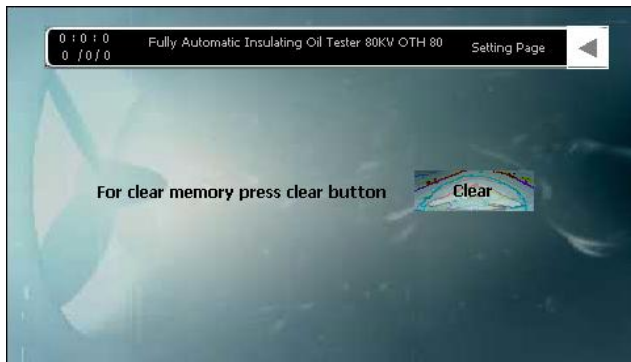 0 : 0 : 0
0 / 0 / 0
Fully Automatic Insulating Oil Tester 80KV OTH 80
Setting Page
For clear memory press clear button
Clear